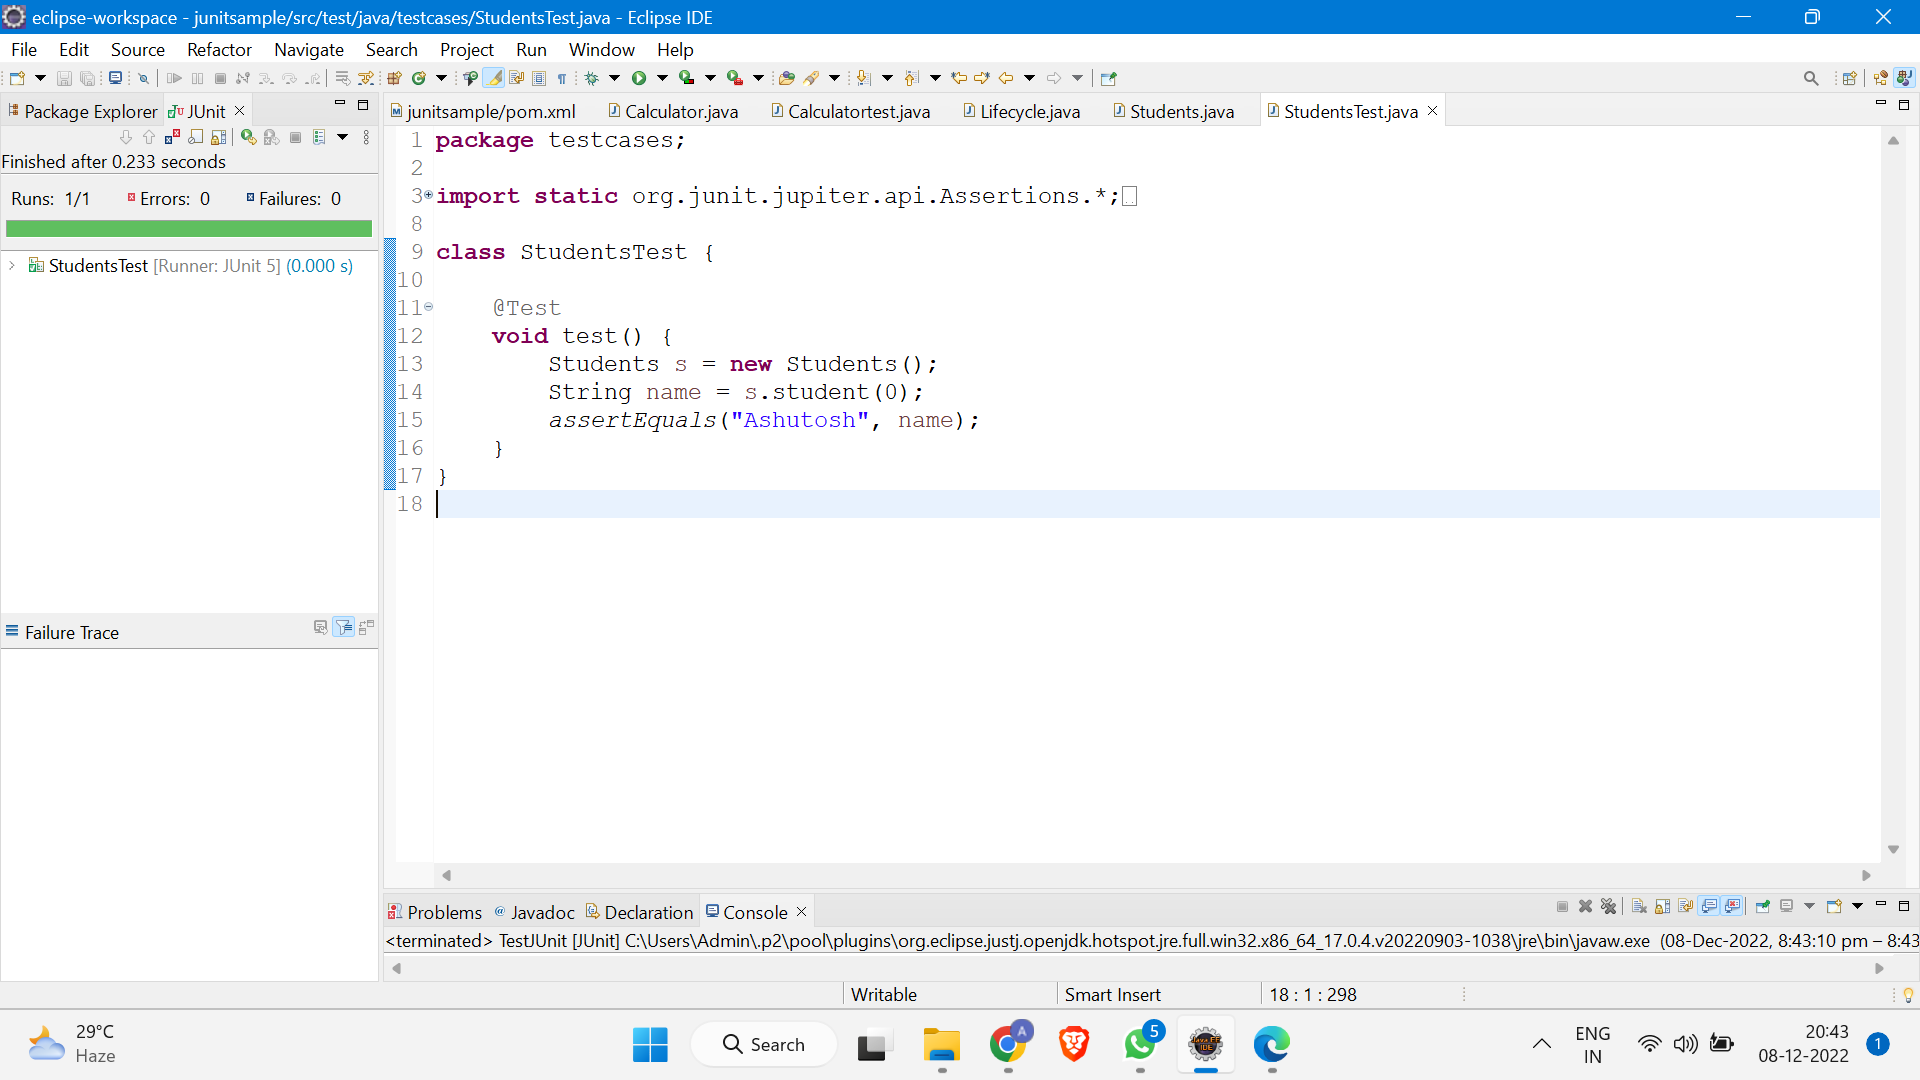 eclipse-workspace - junitsample/src/test/java/testcases/StudentsTest.java - Eclipse IDE
File Edit Source Refactor Navigate Search Project Run Window Help
Package Explorer JUnit
Finished after 0.233 seconds
Runs: 1/1 Errors: 0 Failures: 0
StudentsTest [Runner: JUnit 5] (0.000 s)
Failure Trace
junitsample/pom.xml Calculator.java Calculatortest.java Lifecycle.java Students.java StudentsTest.java
1 package testcases;
2
3 import static org.junit.jupiter.api.Assertions.*;
8
9 class StudentsTest {
10
11 @Test
12 void test() {
13 Students s = new Students();
14 String name = s.student(0);
15 assertEquals("Ashutosh", name);
16 }
17 }
18
Problems @ Javadoc Declaration Console
<terminated> TestJUnit [JUnit] C:\Users\Admin\.p2\pool\plugins\org.eclipse.justj.openjdk.hotspot.jre.full.win32.x86_64_17.0.4.v20220903-1038\jre\bin\javaw.exe (08-Dec-2022, 8:43:10 pm – 8:43
Writable Smart Insert 18 : 1 : 298
29°C
Haze
Search
A
5
Java EE
IDE
ENG
IN
20:43
08-12-2022
1